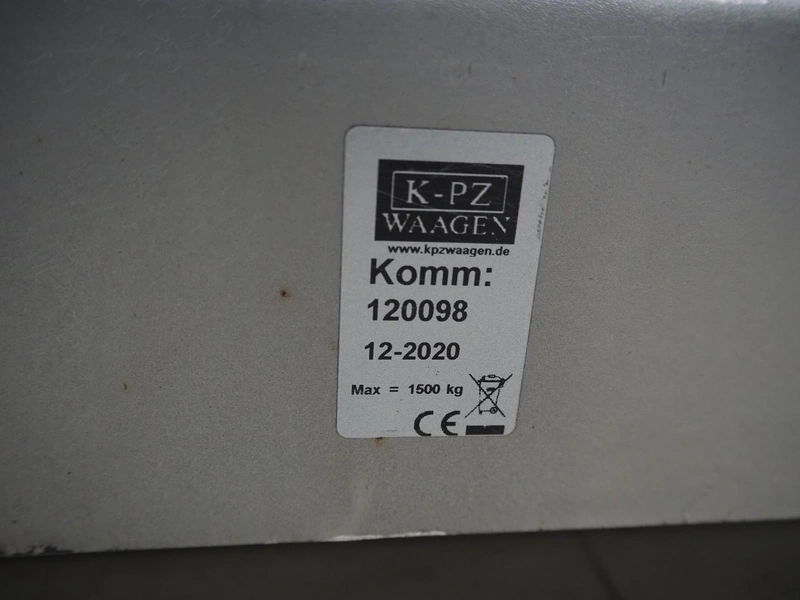 K-PZ
WAAGEN
www.kpzwaagen.de
Komm:
120098
12-2020
Max = 1500 kg
CE